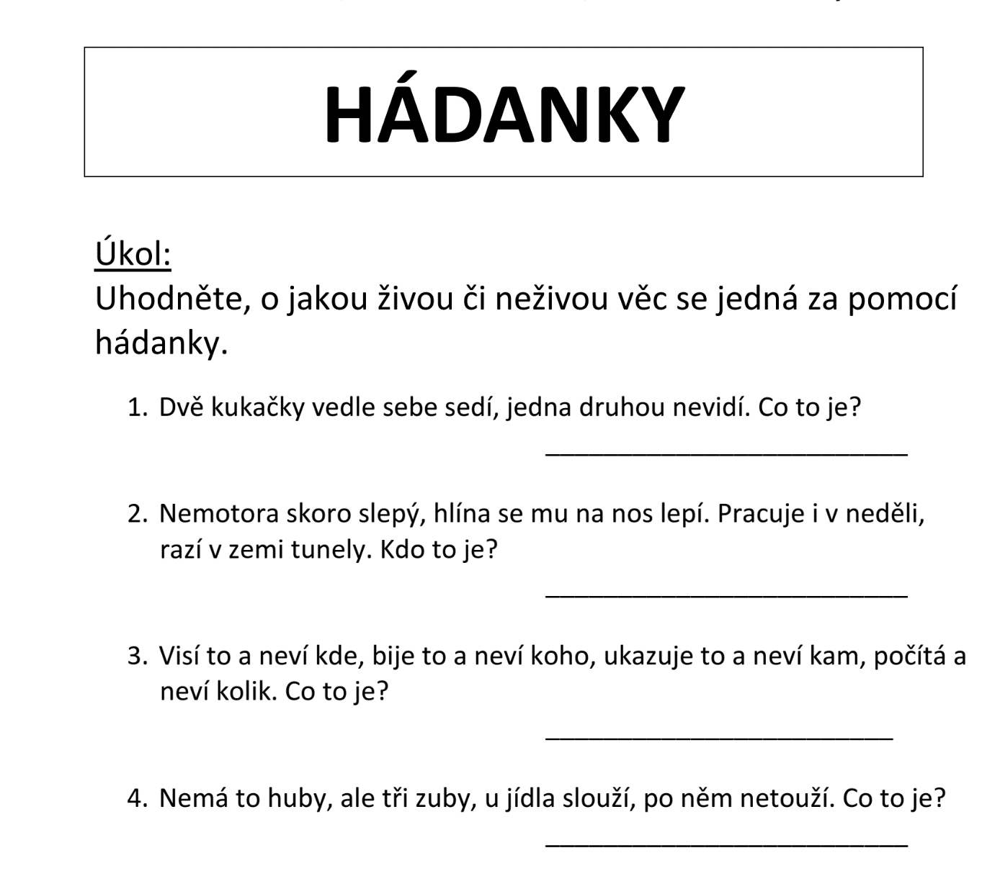 HÁDANKY
Úkol:
Uhodněte, o jakou živou či neživou věc se jedná za pomocí
hádanky.
1. Dvě kukačky vedle sebe sedí, jedna druhou nevidí. Co to je?
_________________________
2. Nemotora skoro slepý, hlína se mu na nos lepí. Pracuje i v neděli,
razí v zemi tunely. Kdo to je?
_________________________
3. Visí to a neví kde, bije to a neví koho, ukazuje to a neví kam, počítá a
neví kolik. Co to je?
________________________
4. Nemá to huby, ale tři zuby, u jídla slouží, po něm netouží. Co to je?
_________________________